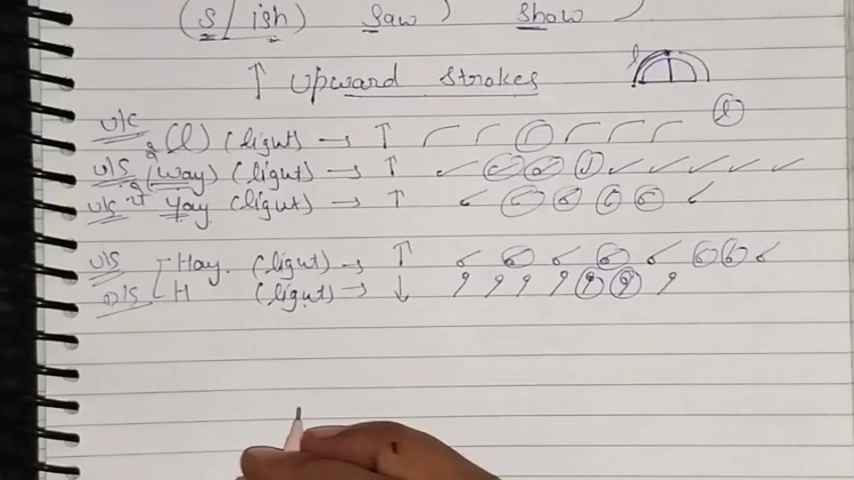 (s / ish) saw ) show )
↑ Upward Strokes
U/C (l) (light) → ↑
U/S (Way) (light) → ↑
U/C Yay (light) → ↑
U/S Hay. (light) → ↑
D/S H (light) → ↓